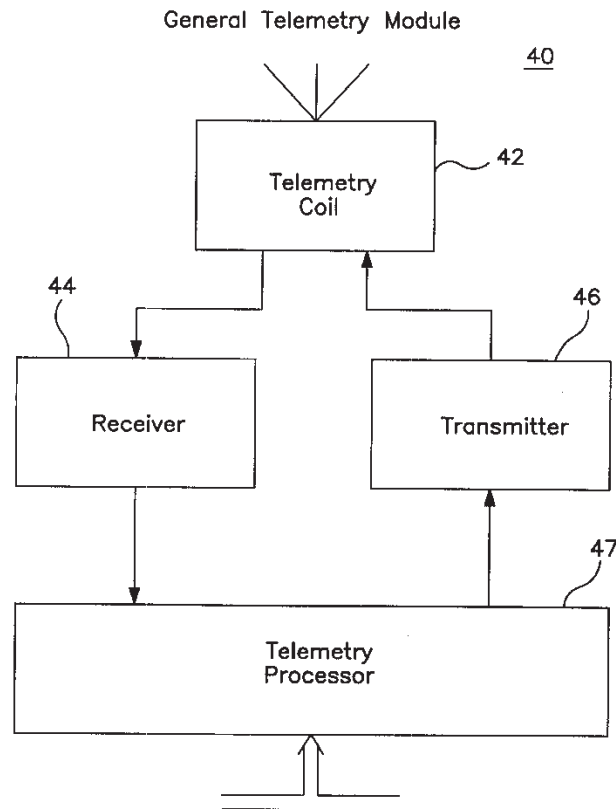 General Telemetry Module
40
Telemetry
Coil
42
44
46
Receiver
Transmitter
47
Telemetry
Processor